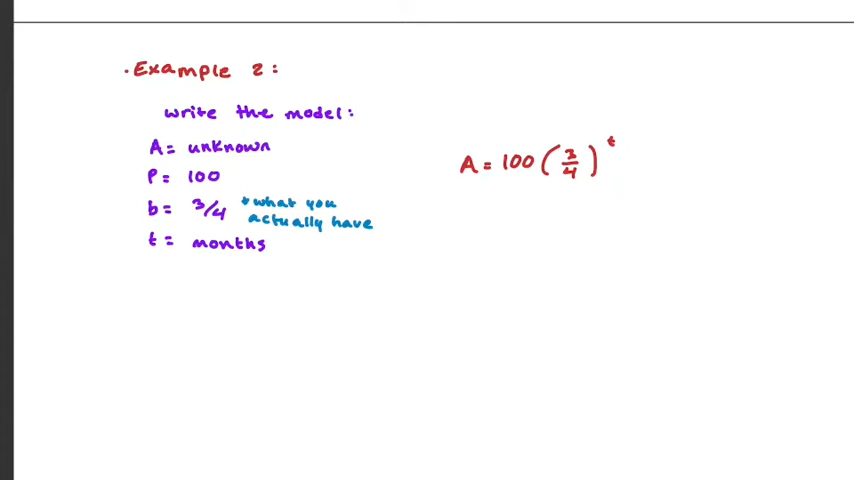 · Example 2:
write the model:
A = unknown
P = 100
b = 3/4 * what you
actually have
t = months
A = 100 (3/4)^t